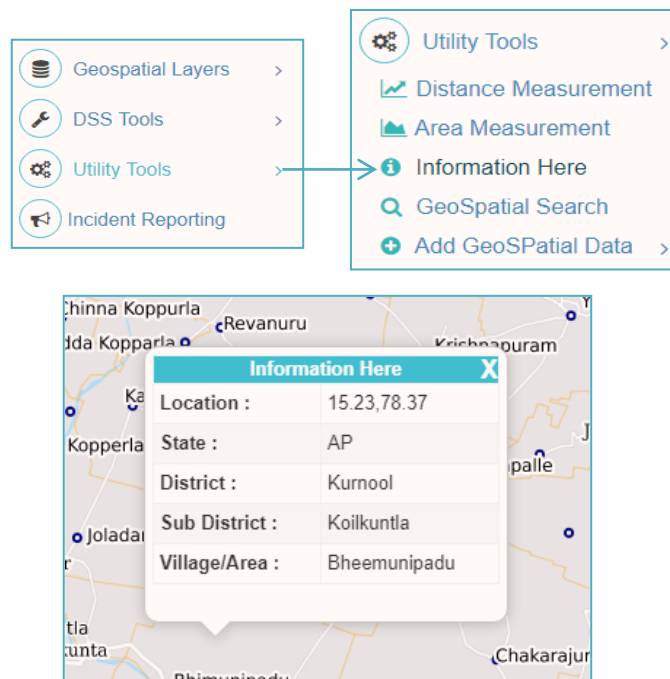 Geospatial Layers >
DSS Tools >
Utility Tools >
Incident Reporting
Utility Tools >
Distance Measurement
Area Measurement
Information Here
GeoSpatial Search
Add GeoSPatial Data >
Chinna Koppurla
Revanuru
dda Kopparla
Krishnapuram
Information Here X
Location : 15.23,78.37
State : AP
District : Kurnool
Sub District : Koilkuntla
Village/Area : Bheemunipadu
Ka
Kopperla
palle
Joladar
tla
kunta
Bhimunipadu
Chakarajur